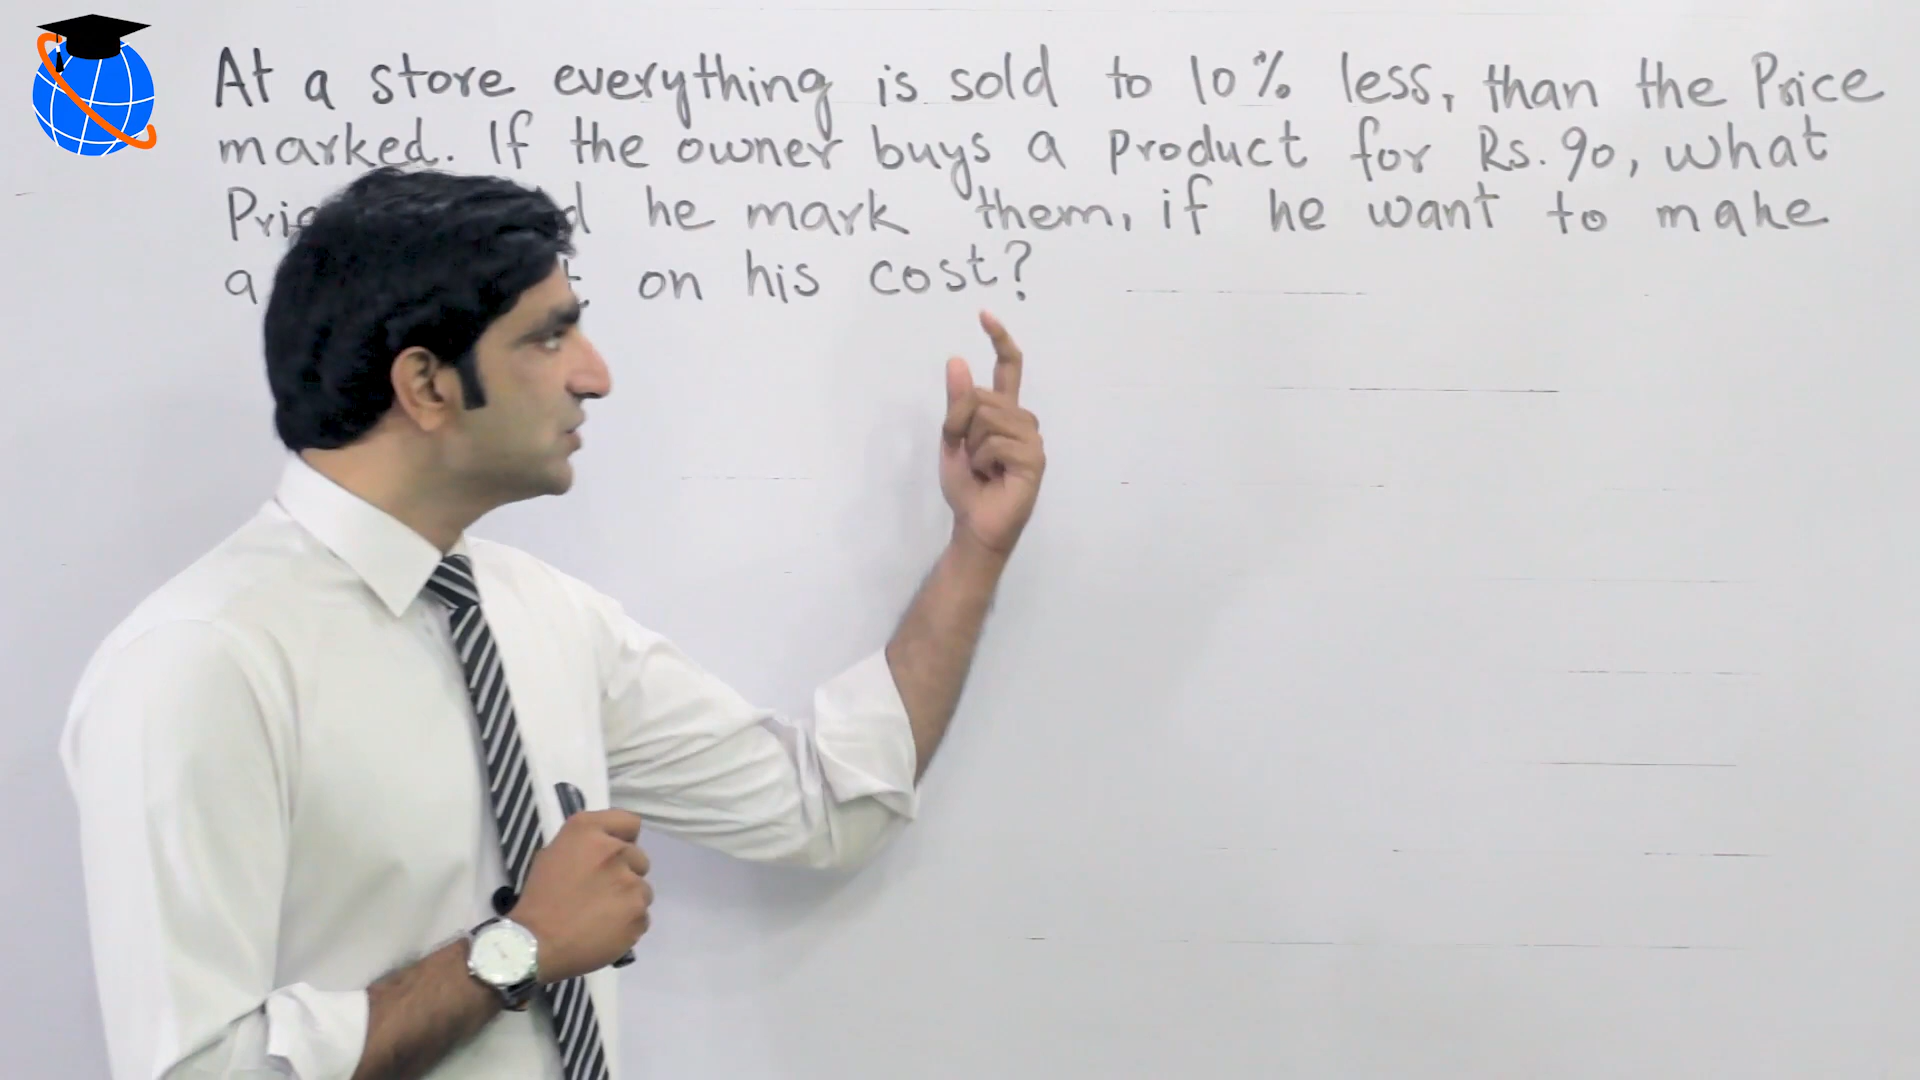 At a store everything is sold to 10% less, than the Price
marked. If the owner buys a product for Rs. 90, what
he mark them, if he want to make
a on his cost?